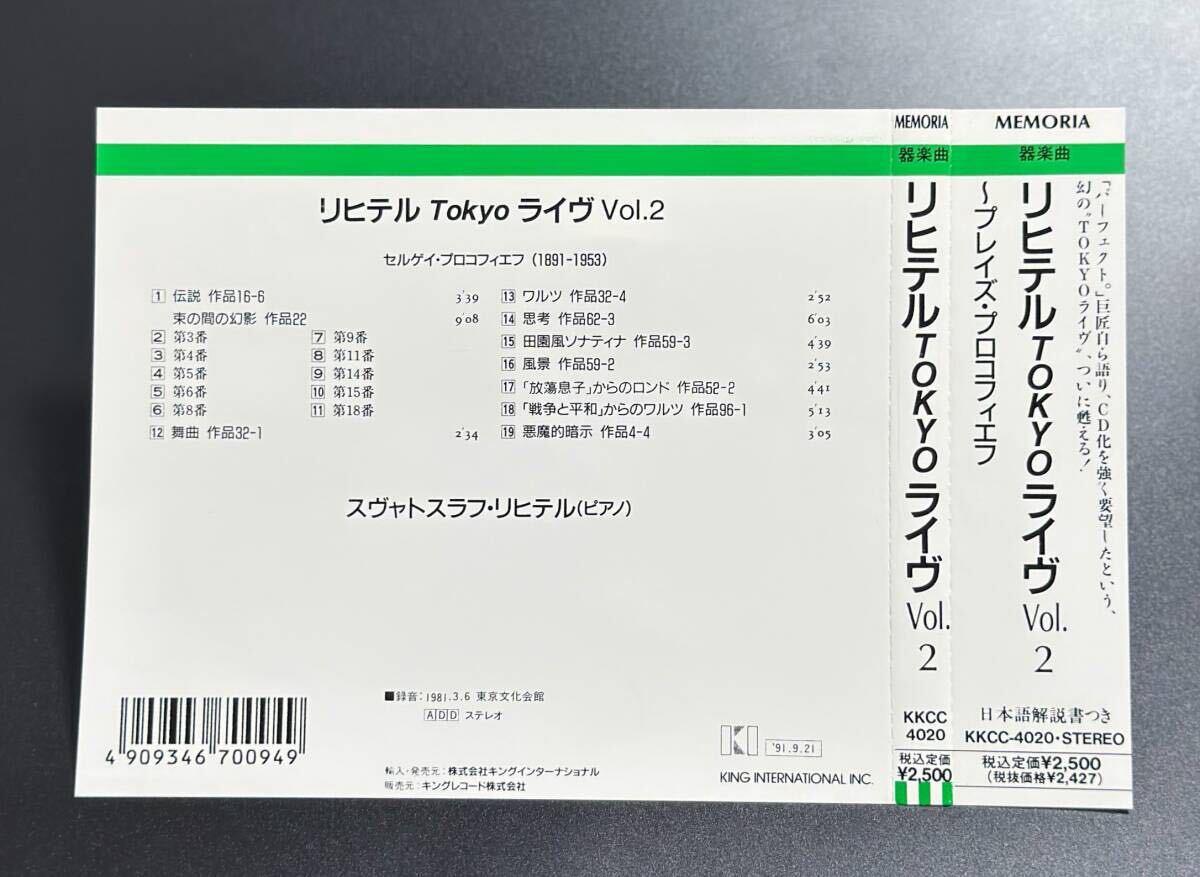 リヒテル Tokyo ライヴ Vol.2
セルゲイ・プロコフィエフ (1891-1953)
1 伝説 作品16-6 3'39
束の間の幻影 作品22 9'08
2 第3番
3 第4番
4 第5番
5 第6番
6 第8番
7 第9番
8 第11番
9 第14番
10 第15番
11 第18番
12 舞曲 作品32-1 2'34
13 ワルツ 作品32-4 2'52
14 思考 作品62-3 6'03
15 田園風ソナティナ 作品59-3 4'39
16 風景 作品59-2 2'53
17 「放蕩息子」からのロンド 作品52-2 4'41
18 「戦争と平和」からのワルツ 作品96-1 5'13
19 悪魔的暗示 作品4-4 3'05
スヴャトスラフ・リヒテル(ピアノ)
■録音:1981.3.6 東京文化会館
ADD ステレオ
輸入・発売元:株式会社キングインターナショナル
販売元:キングレコード株式会社
4 909346 700949
KI '91.9.21
KING INTERNATIONAL INC.
MEMORIA
器楽曲
リヒテルTOKYOライヴ Vol. 2
KKCC
4020
税込定価
¥2,500
MEMORIA
器楽曲
「パーフェクト。」巨匠自ら語り、CD化を強く要望したという、
幻の“TOKYOライヴ”、ついに甦える!
リヒテルTOKYOライヴ Vol. 2
〜プレイズ・プロコフィエフ
日本語解説書つき
KKCC-4020・STEREO
税込定価¥2,500
(税抜価格¥2,427)